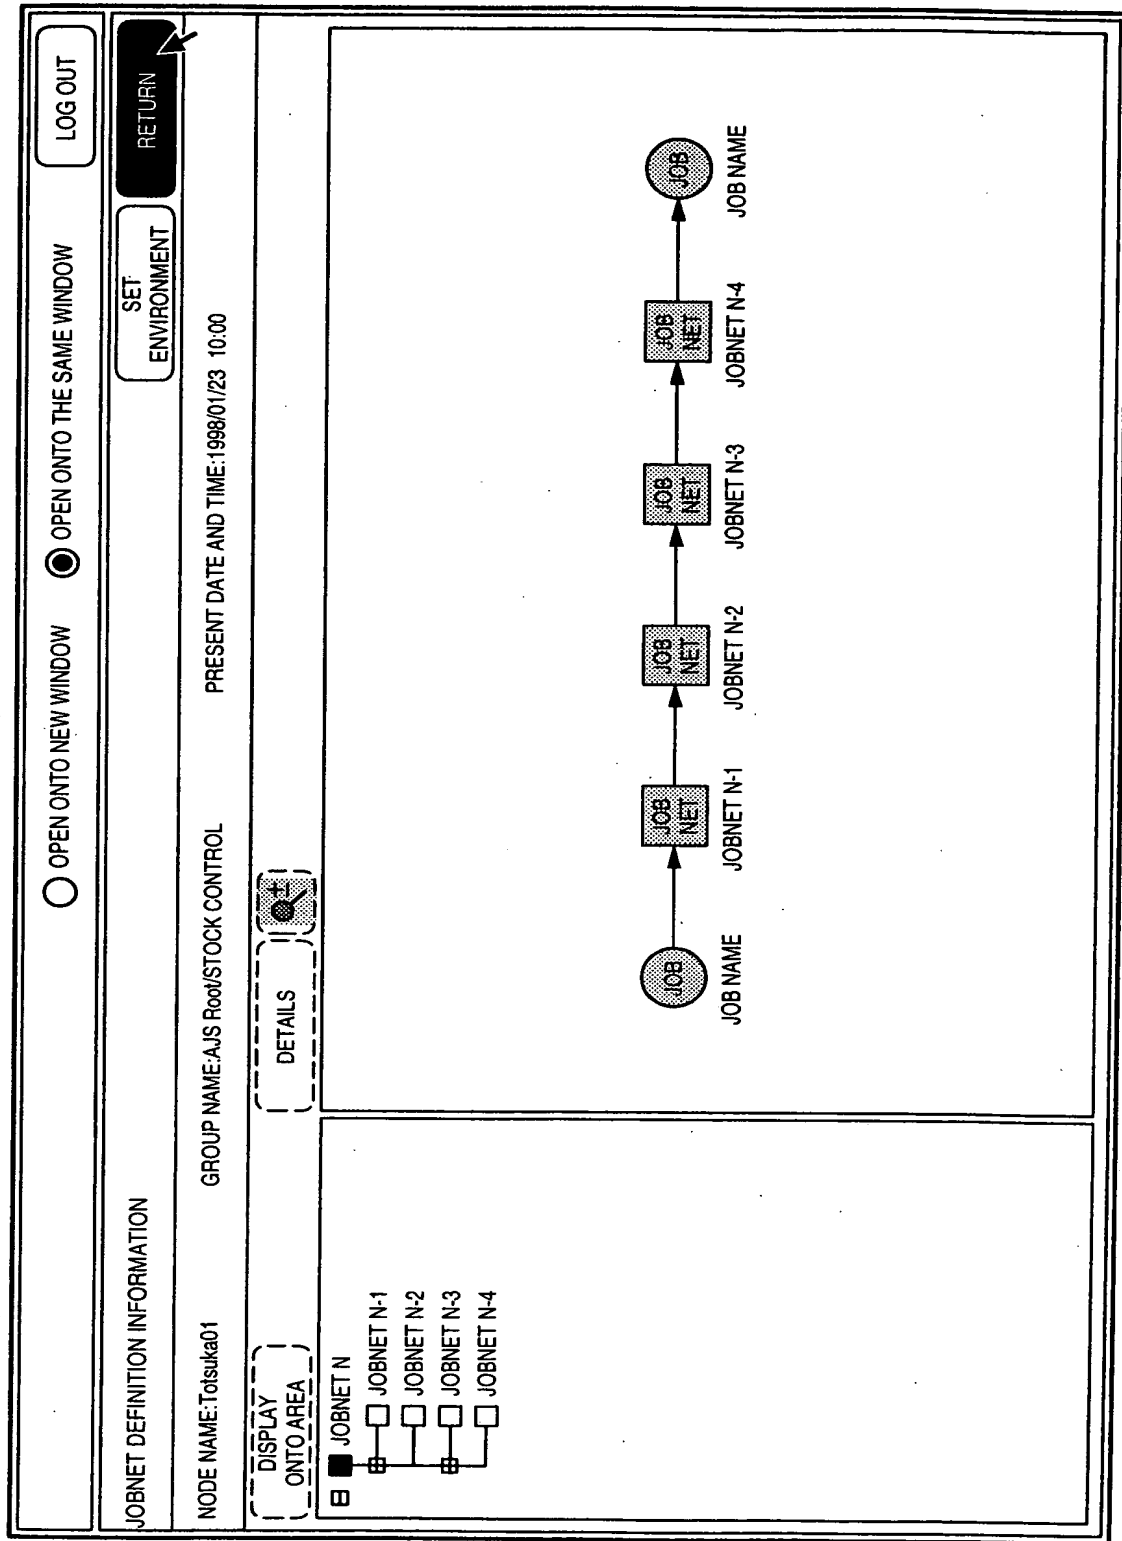 OPEN ONTO NEW WINDOW
OPEN ONTO THE SAME WINDOW
LOG OUT
JOBNET DEFINITION INFORMATION
SET
ENVIRONMENT
RETURN
NODE NAME:Totsuka01
GROUP NAME:AJS Root/STOCK CONTROL
PRESENT DATE AND TIME:1998/01/23 10:00
DISPLAY
ONTO AREA
DETAILS
JOBNET N
JOBNET N-1
JOBNET N-2
JOBNET N-3
JOBNET N-4
JOB
JOB NAME
JOB
NET
JOBNET N-1
JOB
NET
JOBNET N-2
JOB
NET
JOBNET N-3
JOB
NET
JOBNET N-4
JOB
JOB NAME